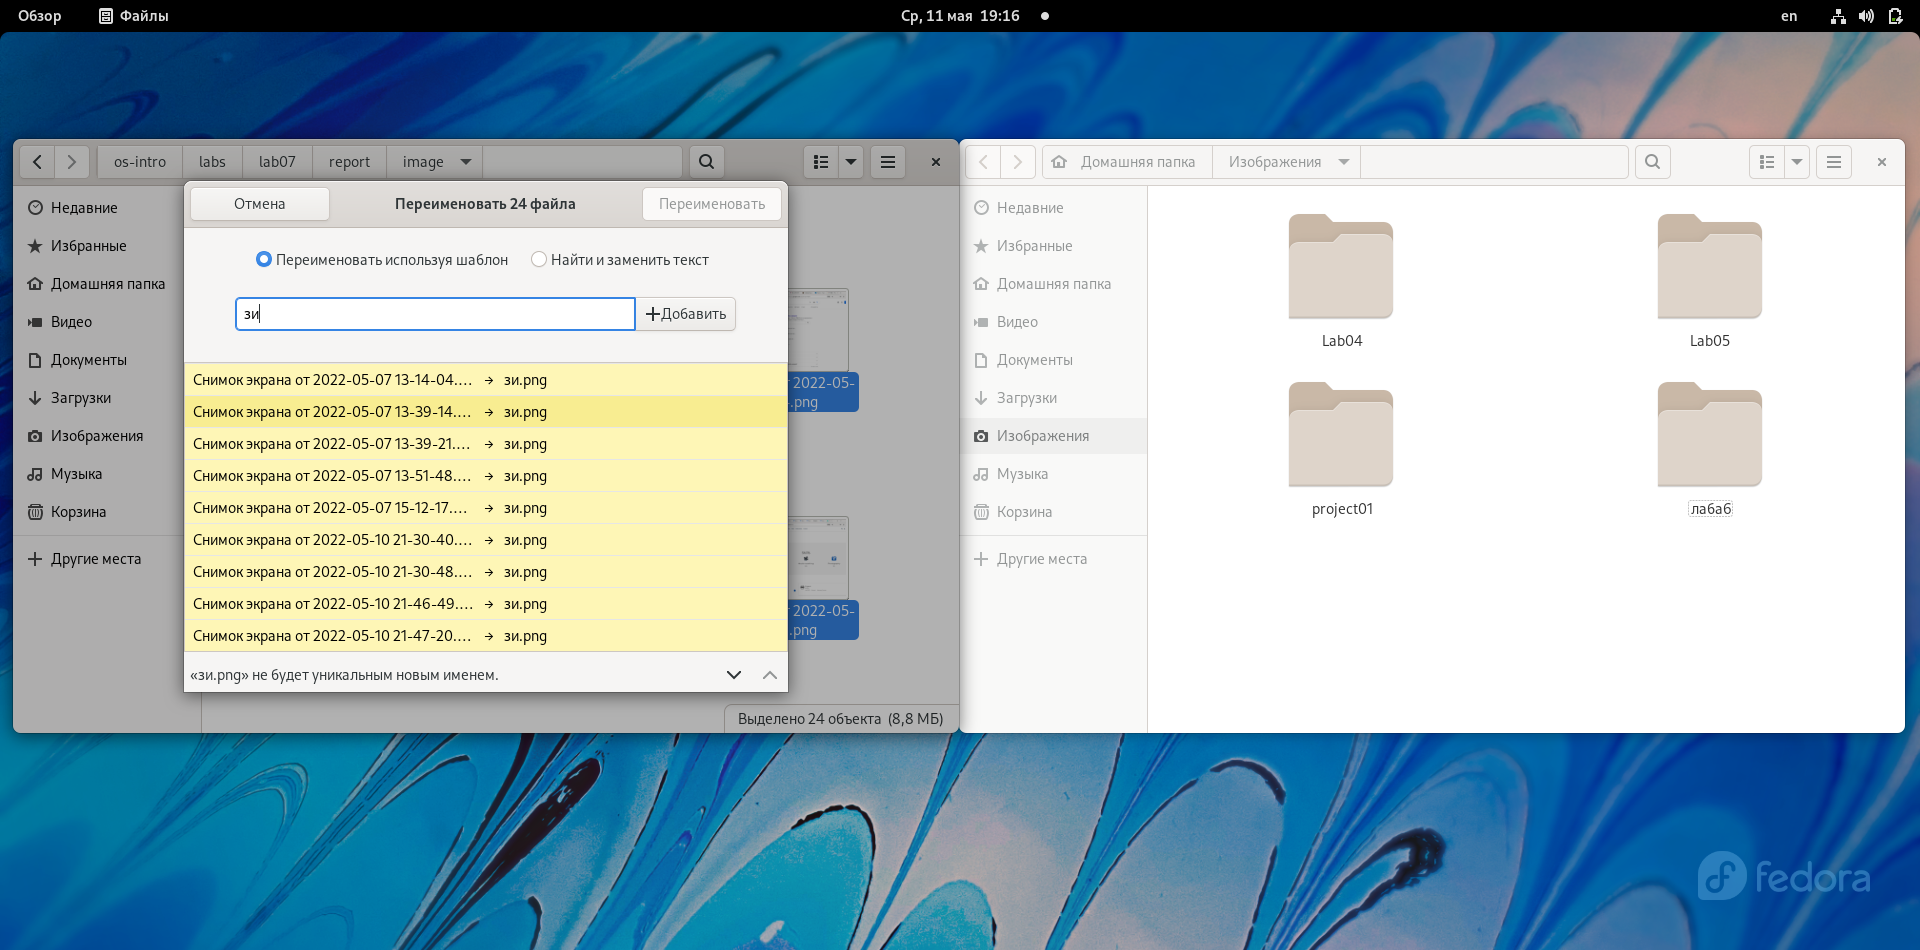 Обзор
Файлы
Ср, 11 мая 19:16
en
os-intro
labs
lab07
report
image
Недавние
Избранные
Домашняя папка
Видео
Документы
Загрузки
Изображения
Музыка
Корзина
Другие места
Отмена
Переименовать 24 файла
Переименовать
Переименовать используя шаблон
Найти и заменить текст
зи
Добавить
Снимок экрана от 2022-05-07 13-14-04.… → зи.png
Снимок экрана от 2022-05-07 13-39-14.… → зи.png
Снимок экрана от 2022-05-07 13-39-21.… → зи.png
Снимок экрана от 2022-05-07 13-51-48.… → зи.png
Снимок экрана от 2022-05-07 15-12-17.… → зи.png
Снимок экрана от 2022-05-10 21-30-40.… → зи.png
Снимок экрана от 2022-05-10 21-30-48.… → зи.png
Снимок экрана от 2022-05-10 21-46-49.… → зи.png
Снимок экрана от 2022-05-10 21-47-20.… → зи.png
«зи.png» не будет уникальным новым именем.
2022-05-
.png
2022-05-
.png
Выделено 24 объекта (8,8 МБ)
Домашняя папка
Изображения
Недавние
Избранные
Домашняя папка
Видео
Документы
Загрузки
Изображения
Музыка
Корзина
Другие места
Lab04
Lab05
project01
лаба6
fedora